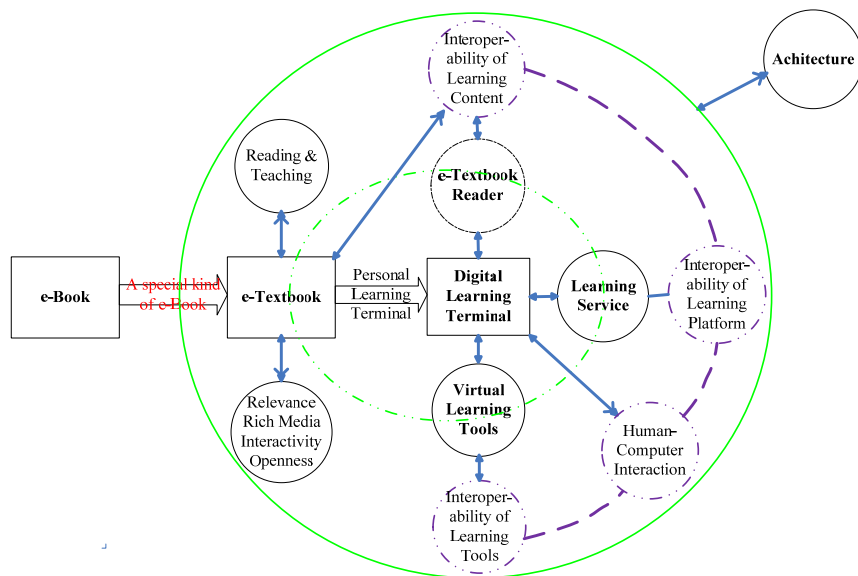 Interoper-
ability of
Learning
Content
Achitecture
Reading &
Teaching
e-Textbook
Reader
e-Book
A special kind
of e-Book
e-Textbook
Personal
Learning
Terminal
Digital
Learning
Terminal
Learning
Service
Interoper-
ability of
Learning
Platform
Relevance
Rich Media
Interactivity
Openness
Virtual
Learning
Tools
Human-
Computer
Interaction
Interoper-
ability of
Learning
Tools